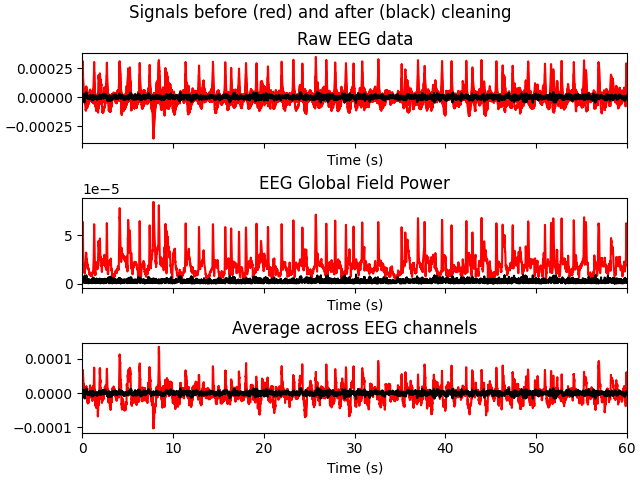 Signals before (red) and after (black) cleaning
Raw EEG data
0.00025
0.00000
−0.00025
Time (s)
EEG Global Field Power
1e−5
5
0
Time (s)
Average across EEG channels
0.0001
0.0000
−0.0001
0 10 20 30 40 50 60
Time (s)